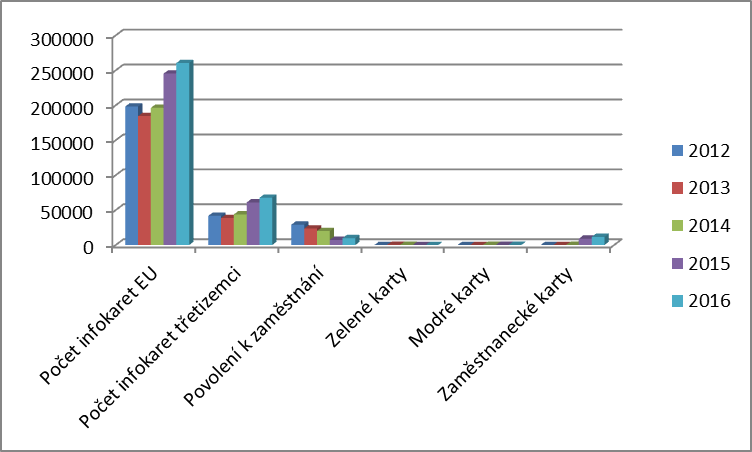 300000
250000
200000
150000
100000
50000
0
Počet infokaret EU
Počet infokaret třetizemci
Povolení k zaměstnání
Zelené karty
Modré karty
Zaměstnanecké karty
2012
2013
2014
2015
2016